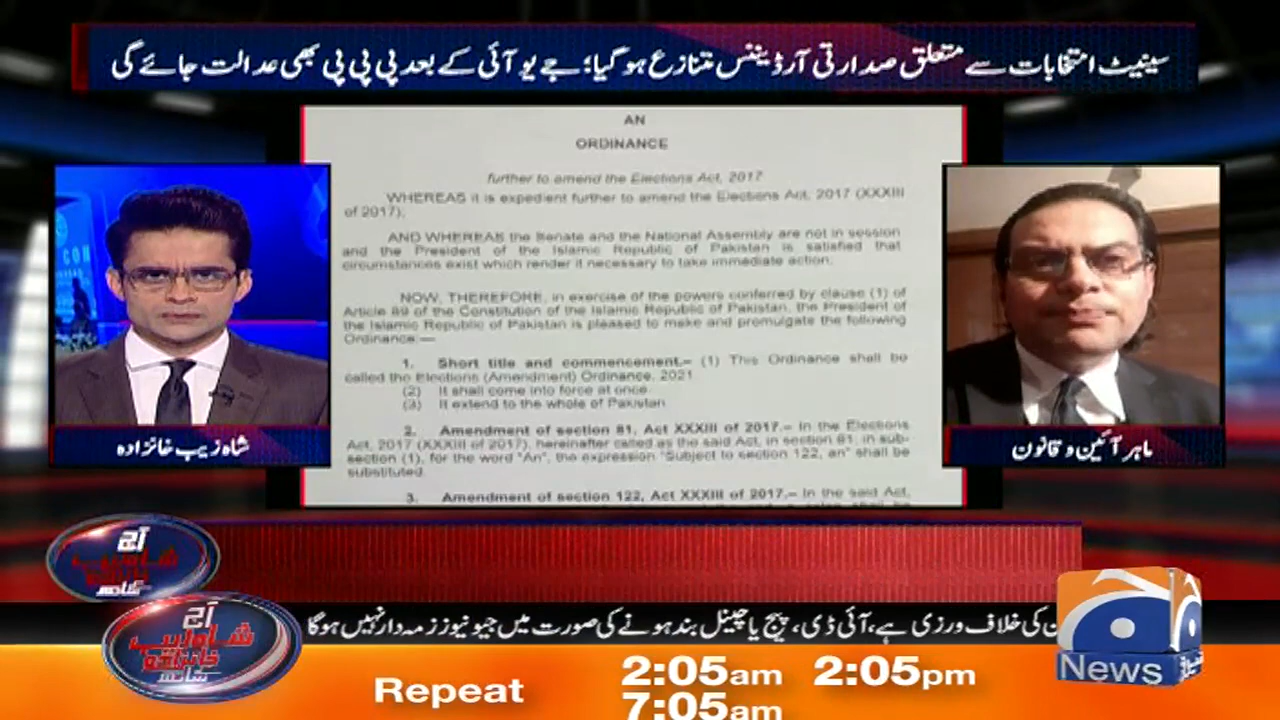 سینیٹ انتخابات سے متعلق صدارتی آرڈیننس متنازع ہوگیا؛ جے یو آئی کے بعد پی پی پی بھی عدالت جائے گی
AN
ORDINANCE
further to amend the Elections Act, 2017
WHEREAS it is expedient further to amend the Elections Act, 2017 (XXXIII
of 2017),
AND WHEREAS the Senate and the National Assembly are not in session
and the President of the Islamic Republic of Pakistan is satisfied that
circumstances exist which render it necessary to take immediate action.
NOW, THEREFORE, in exercise of the powers conferred by clause (1) of
Article 89 of the Constitution of the Islamic Republic of Pakistan, the President of
the Islamic Republic of Pakistan is pleased to make and promulgate the following
Ordinance:—
1. Short title and commencement.– (1) This Ordinance shall be
called the Elections (Amendment) Ordinance, 2021
(2) It shall come into force at once
(3) It extend to the whole of Pakistan
2. Amendment of section 81, Act XXXIII of 2017.– In the Elections
Act, 2017 (XXXIII of 2017), hereinafter called as the said Act, in section 81, in sub-
section (1), for the word "An", the expression "Subject to section 122, an" shall be
substituted.
3. Amendment of section 122, Act XXXIII of 2017.– In the said Act,
شاہ زیب خانزادہ
ماہر آئین و قانون
آج
شاہزیب
خانزادہ
کیساتھ
آج
شاہزیب
خانزادہ
کیساتھ
کی خلاف ورزی ہے، آئی ڈی، پیج یا چینل بند ہونے کی صورت میں جیو نیوز زمہ دار نہیں ہوگا
News
Repeat
2:05am 2:05pm
7:05am